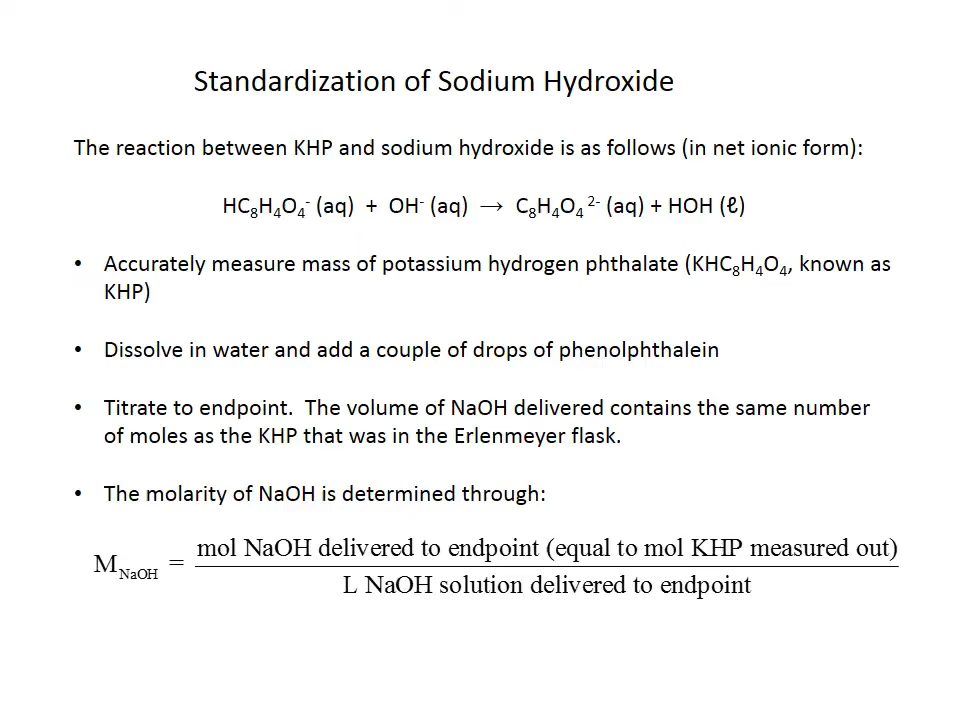 Standardization of Sodium Hydroxide
The reaction between KHP and sodium hydroxide is as follows (in net ionic form):
HC₈H₄O₄⁻ (aq) + OH⁻ (aq) → C₈H₄O₄ ²⁻ (aq) + HOH (ℓ)
• Accurately measure mass of potassium hydrogen phthalate (KHC₈H₄O₄, known as
KHP)
• Dissolve in water and add a couple of drops of phenolphthalein
• Titrate to endpoint. The volume of NaOH delivered contains the same number
of moles as the KHP that was in the Erlenmeyer flask.
• The molarity of NaOH is determined through:
mol NaOH delivered to endpoint (equal to mol KHP measured out)
M NaOH =
L NaOH solution delivered to endpoint